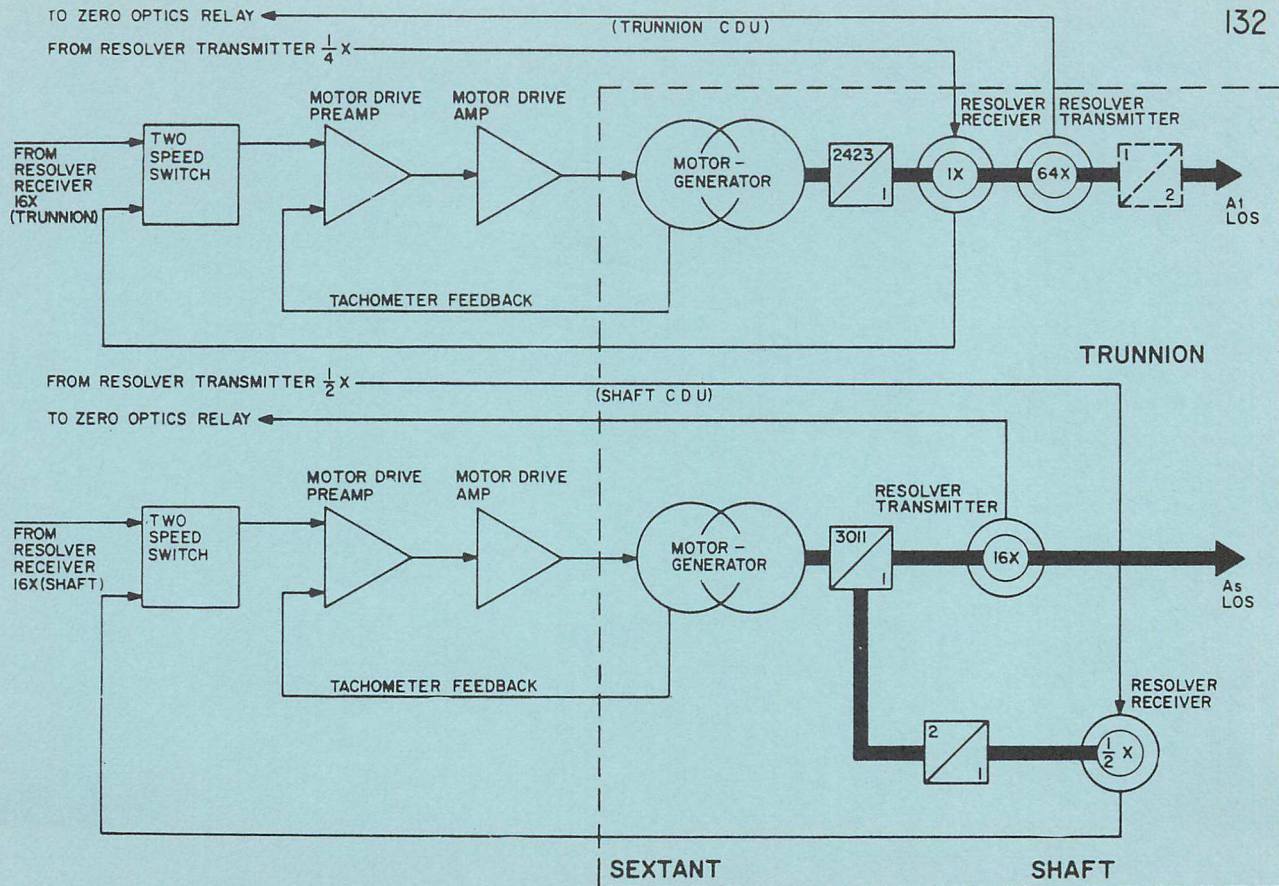 132
TO ZERO OPTICS RELAY
(TRUNNION CDU)
FROM RESOLVER TRANSMITTER 1/4 X
MOTOR DRIVE
PREAMP
MOTOR DRIVE
AMP
RESOLVER
RECEIVER
RESOLVER
TRANSMITTER
FROM
RESOLVER
RECEIVER
16X
(TRUNNION)
TWO
SPEED
SWITCH
MOTOR –
GENERATOR
2423
1
1X
64X
1
2
At
LOS
TACHOMETER FEEDBACK
TRUNNION
FROM RESOLVER TRANSMITTER 1/2 X
(SHAFT CDU)
TO ZERO OPTICS RELAY
MOTOR DRIVE
PREAMP
MOTOR DRIVE
AMP
RESOLVER
TRANSMITTER
FROM
RESOLVER
RECEIVER
16X(SHAFT)
TWO
SPEED
SWITCH
MOTOR –
GENERATOR
3011
1
16X
As
LOS
TACHOMETER FEEDBACK
RESOLVER
RECEIVER
2
1
1/2 X
SEXTANT
SHAFT